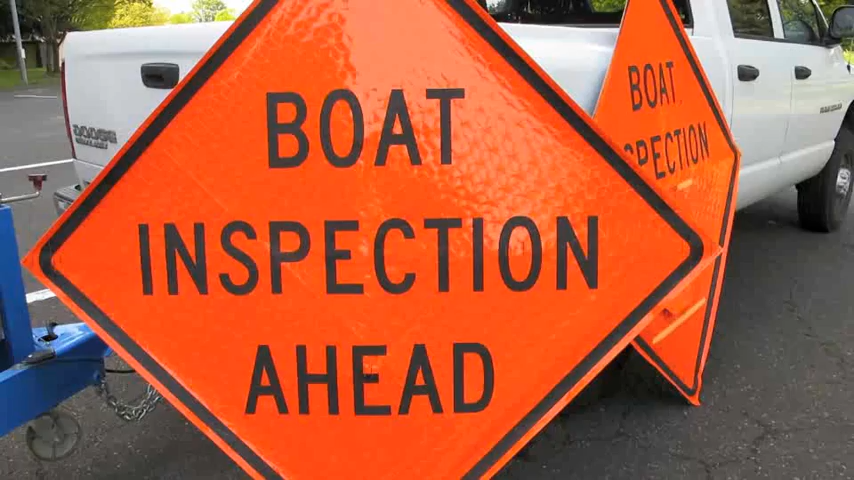 BOAT
INSPECTION
AHEAD
BOAT
SPECTION
DODGE